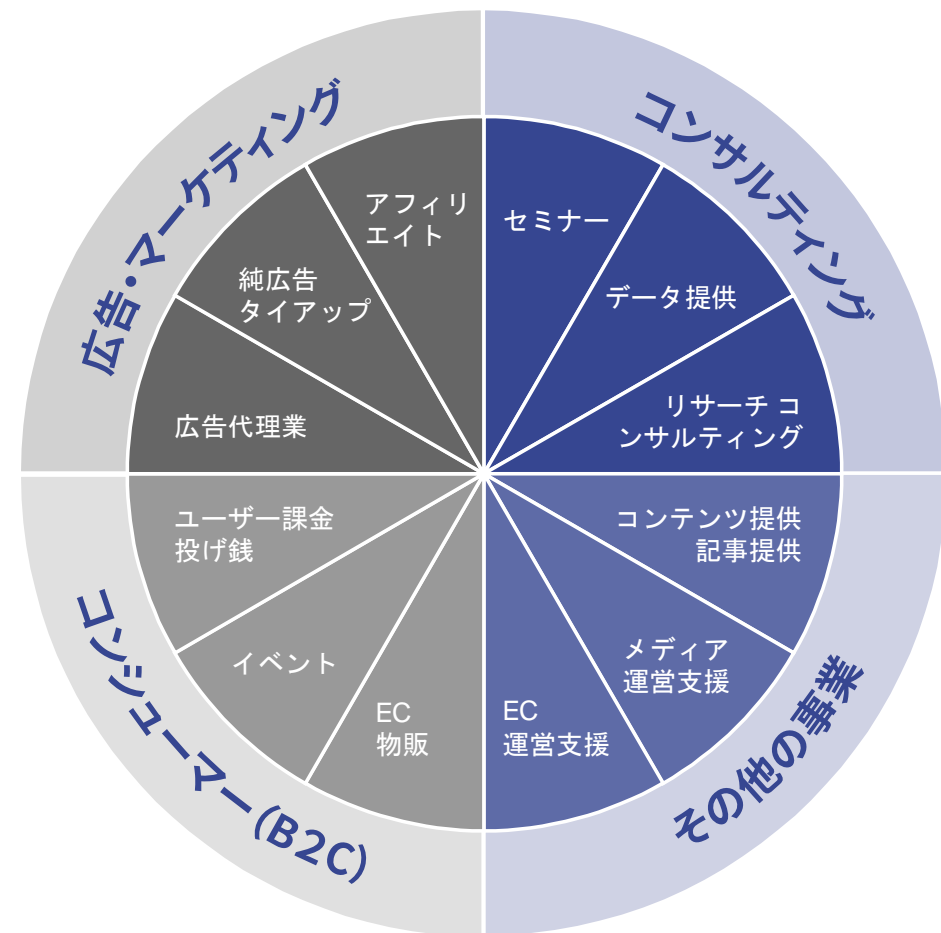 広告・マーケティング
アフィリ
エイト
純広告
タイアップ
広告代理業
コンサルティング
セミナー
データ提供
リサーチ コ
ンサルティング
コンシューマー(B2C)
ユーザー課金
投げ銭
イベント
EC
物販
その他の事業
コンテンツ提供
記事提供
メディア
運営支援
EC
運営支援